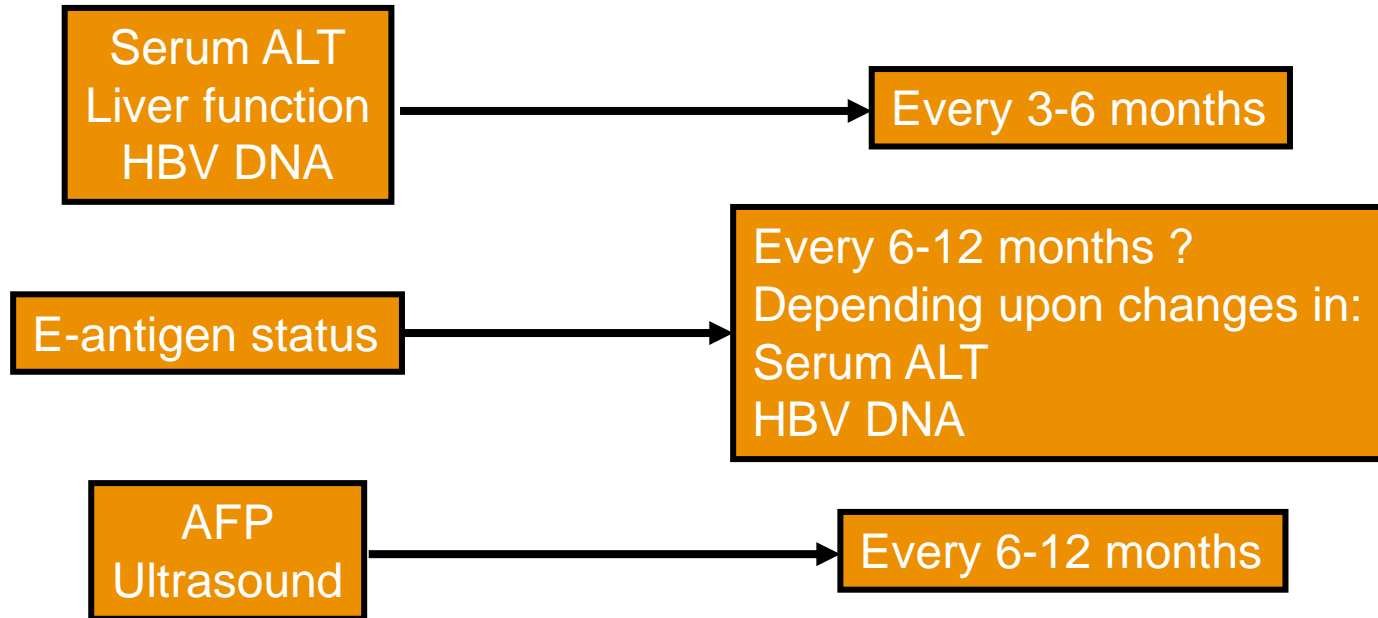 Serum ALT
Liver function
HBV DNA
Every 3-6 months
E-antigen status
Every 6-12 months ?
Depending upon changes in:
Serum ALT
HBV DNA
AFP
Ultrasound
Every 6-12 months